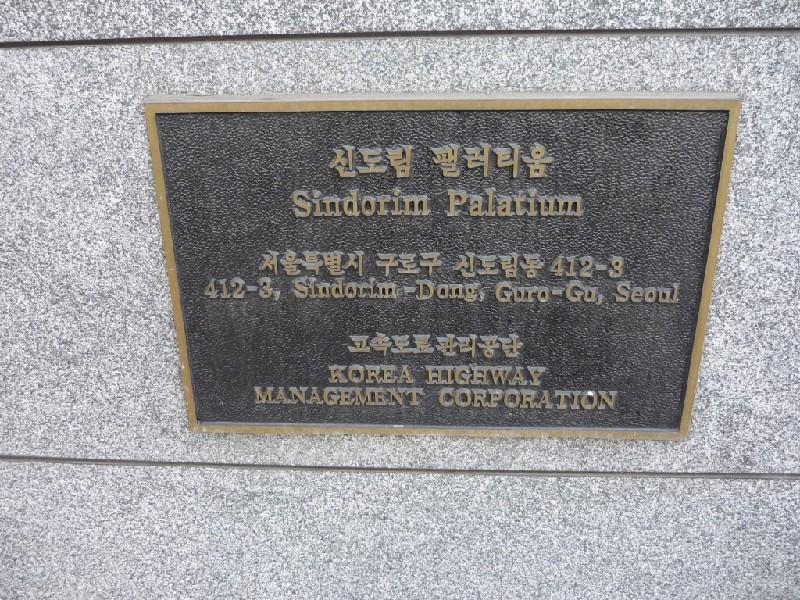 신도림 팰러티움
Sindorim Palatium
서울특별시 구로구 신도림동 412-3
412-3, Sindorim-Dong, Guro-Gu, Seoul
고속도로관리공단
KOREA HIGHWAY
MANAGEMENT CORPORATION